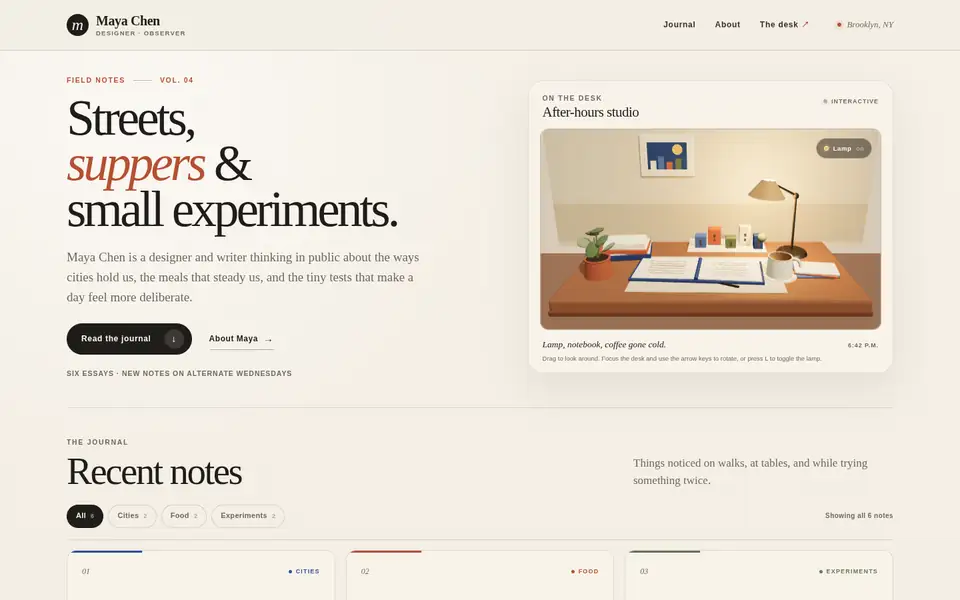 m
Maya Chen
DESIGNER · OBSERVER
Journal
About
The desk ↗
Brooklyn, NY
FIELD NOTES
VOL. 04
Streets,
suppers &
small experiments.
Maya Chen is a designer and writer thinking in public about the ways
cities hold us, the meals that steady us, and the tiny tests that make a
day feel more deliberate.
Read the journal ↓
About Maya →
SIX ESSAYS · NEW NOTES ON ALTERNATE WEDNESDAYS
ON THE DESK
After-hours studio
INTERACTIVE
Lamp
Lamp, notebook, coffee gone cold.
6:42 P.M.
Drag to look around. Focus the desk and use the arrow keys to rotate, or press L to toggle the lamp.
THE JOURNAL
Recent notes
Things noticed on walks, at tables, and while trying
something twice.
All 6
Cities 2
Food 2
Experiments 2
Showing all 6 notes
01
CITIES
02
FOOD
03
EXPERIMENTS